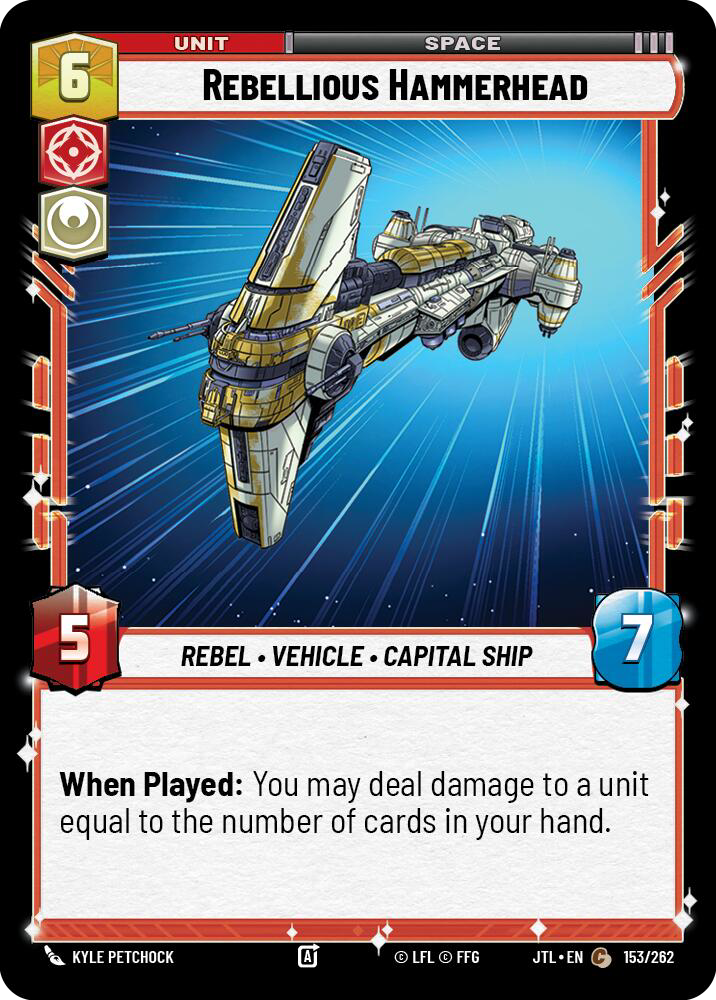 UNIT
SPACE
6
REBELLIOUS HAMMERHEAD
5
REBEL • VEHICLE • CAPITAL SHIP
7
When Played: You may deal damage to a unit
equal to the number of cards in your hand.
KYLE PETCHOCK
A
© LFL © FFG
JTL • EN
C
153/262